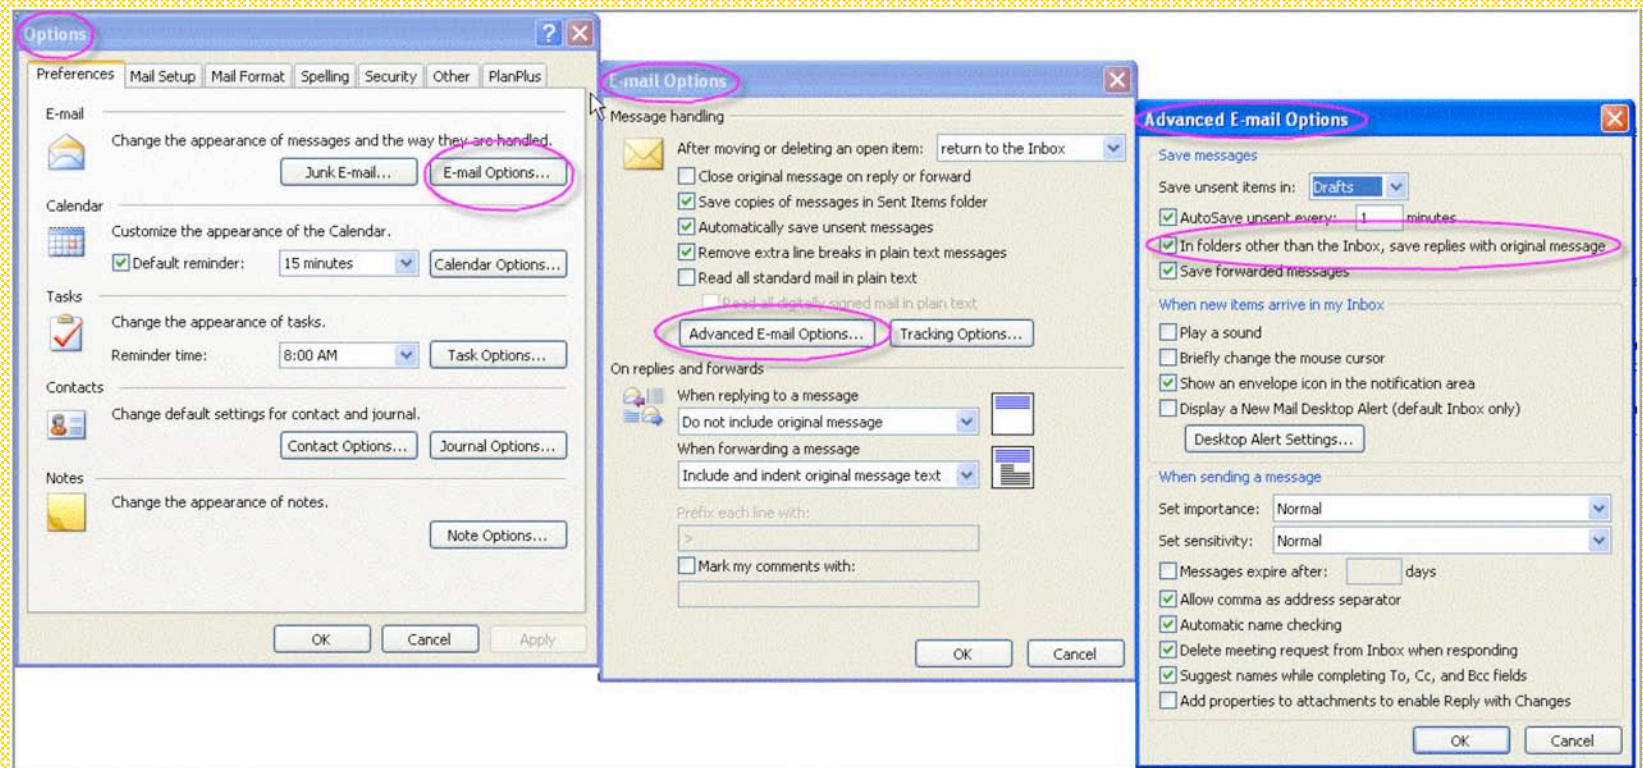 Options
Preferences Mail Setup Mail Format Spelling Security Other PlanPlus
E-mail
Change the appearance of messages and the way they are handled.
Junk E-mail... E-mail Options...
Calendar
Customize the appearance of the Calendar.
Default reminder: 15 minutes Calendar Options...
Tasks
Change the appearance of tasks.
Reminder time: 8:00 AM Task Options...
Contacts
Change default settings for contact and journal.
Contact Options... Journal Options...
Notes
Change the appearance of notes.
Note Options...
OK Cancel Apply
E-mail Options
Message handling
After moving or deleting an open item: return to the Inbox
Close original message on reply or forward
Save copies of messages in Sent Items folder
Automatically save unsent messages
Remove extra line breaks in plain text messages
Read all standard mail in plain text
Read all digitally signed mail in plain text
Advanced E-mail Options... Tracking Options...
On replies and forwards
When replying to a message
Do not include original message
When forwarding a message
Include and indent original message text
Prefix each line with:
>
Mark my comments with:
OK Cancel
Advanced E-mail Options
Save messages
Save unsent items in: Drafts
AutoSave unsent every: 1 minutes
In folders other than the Inbox, save replies with original message
Save forwarded messages
When new items arrive in my Inbox
Play a sound
Briefly change the mouse cursor
Show an envelope icon in the notification area
Display a New Mail Desktop Alert (default Inbox only)
Desktop Alert Settings...
When sending a message
Set importance: Normal
Set sensitivity: Normal
Messages expire after: days
Allow comma as address separator
Automatic name checking
Delete meeting request from Inbox when responding
Suggest names while completing To, Cc, and Bcc fields
Add properties to attachments to enable Reply with Changes
OK Cancel